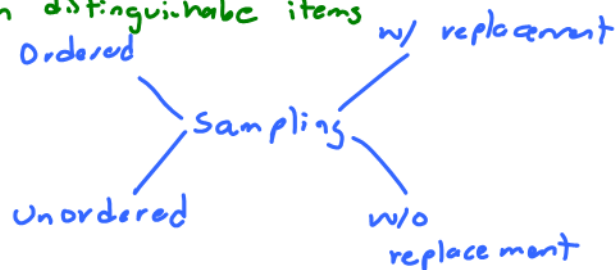 n distinguishable items
Ordered
w/ replacement
Sampling
Unordered
w/o
replacement